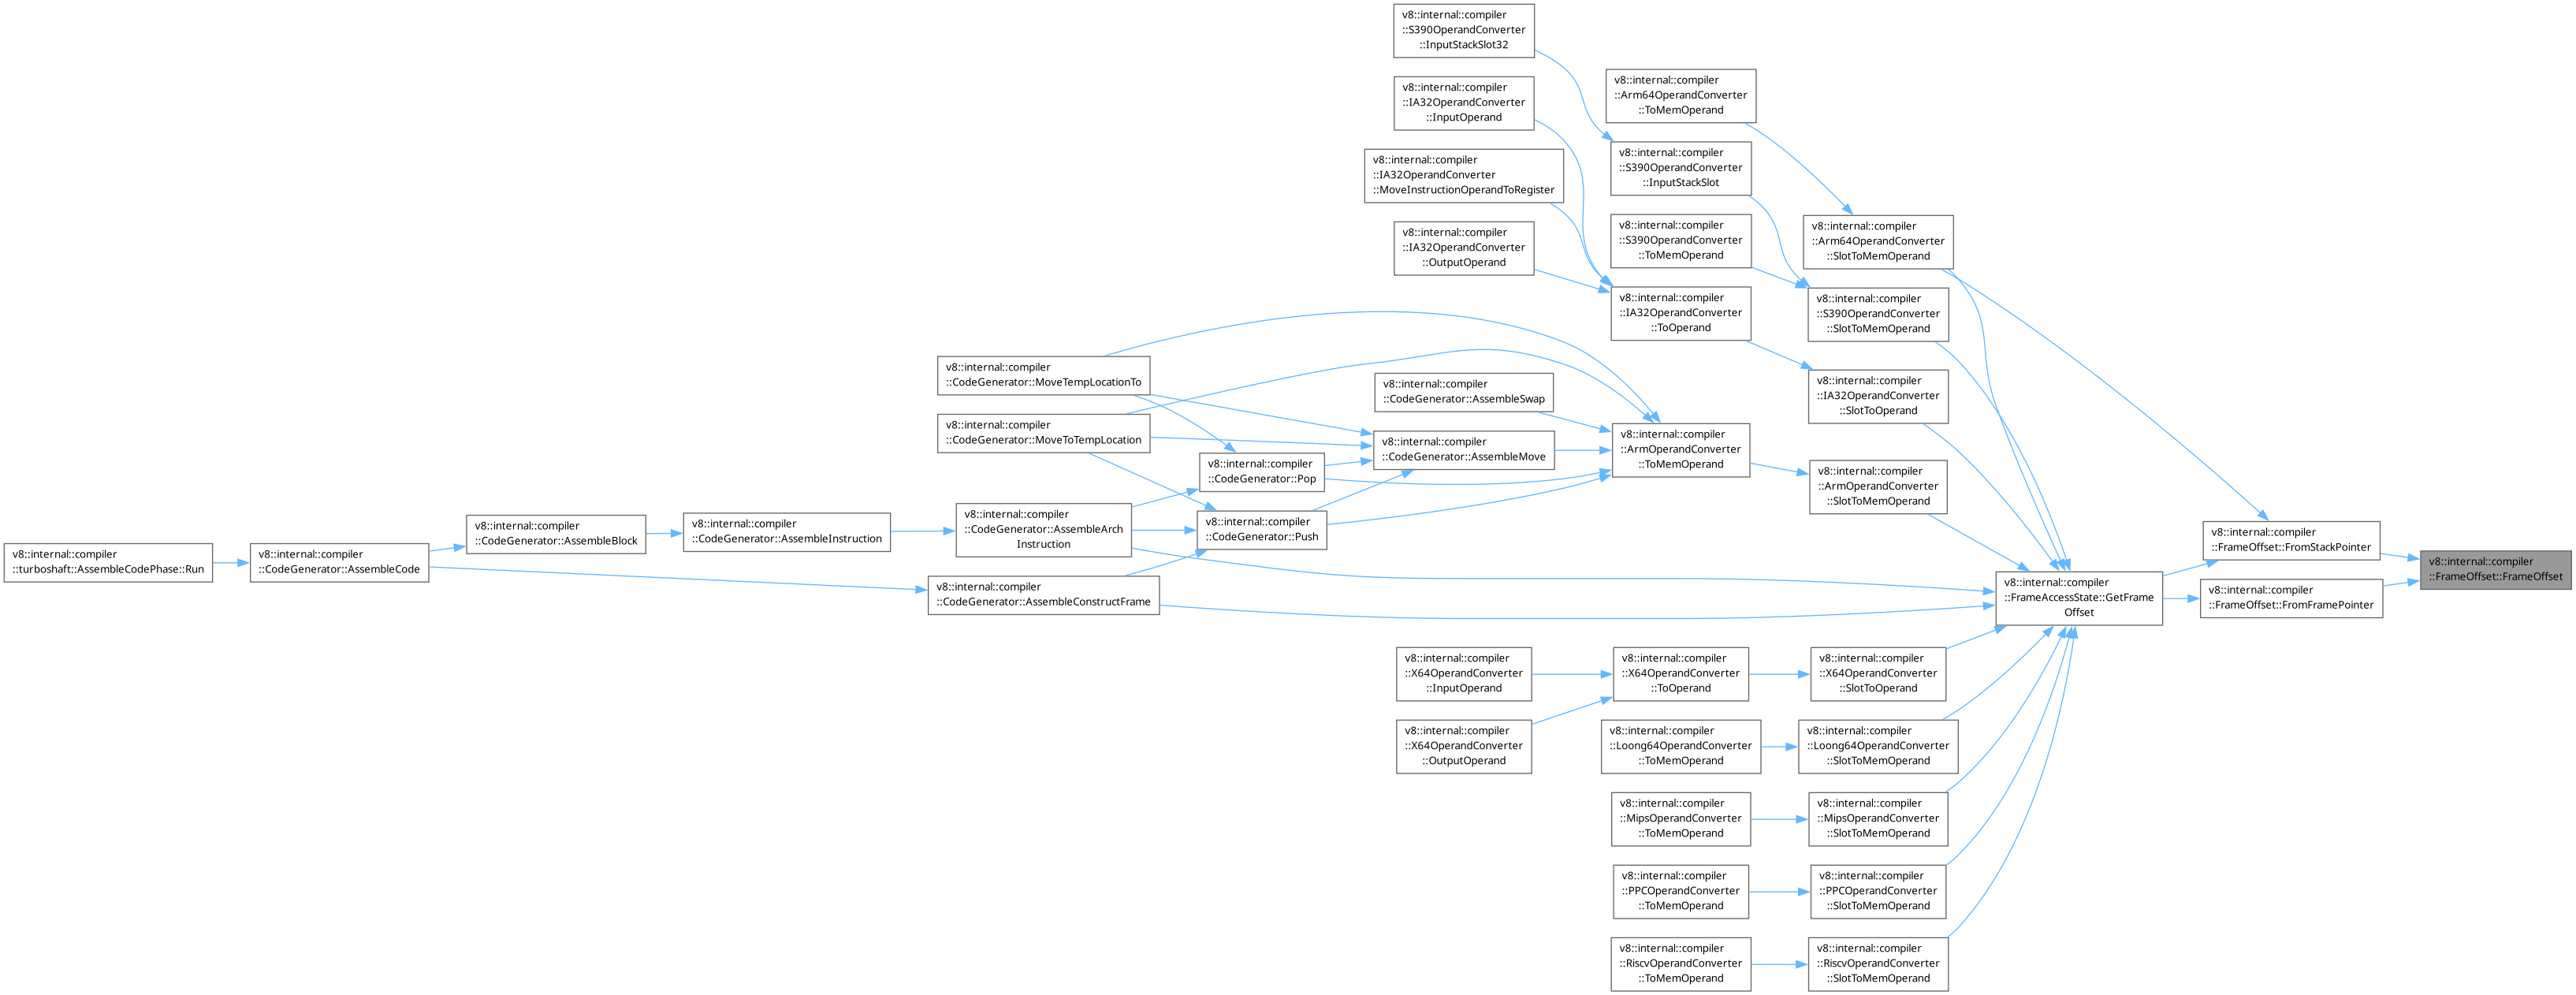 v8::internal::compiler
::S390OperandConverter
::InputStackSlot32
v8::internal::compiler
::Arm64OperandConverter
::ToMemOperand
v8::internal::compiler
::IA32OperandConverter
::InputOperand
v8::internal::compiler
::S390OperandConverter
::InputStackSlot
v8::internal::compiler
::IA32OperandConverter
::MoveInstructionOperandToRegister
v8::internal::compiler
::S390OperandConverter
::ToMemOperand
v8::internal::compiler
::Arm64OperandConverter
::SlotToMemOperand
v8::internal::compiler
::IA32OperandConverter
::OutputOperand
v8::internal::compiler
::IA32OperandConverter
::ToOperand
v8::internal::compiler
::S390OperandConverter
::SlotToMemOperand
v8::internal::compiler
::CodeGenerator::MoveTempLocationTo
v8::internal::compiler
::CodeGenerator::AssembleSwap
v8::internal::compiler
::IA32OperandConverter
::SlotToOperand
v8::internal::compiler
::CodeGenerator::MoveToTempLocation
v8::internal::compiler
::CodeGenerator::AssembleMove
v8::internal::compiler
::ArmOperandConverter
::ToMemOperand
v8::internal::compiler
::CodeGenerator::Pop
v8::internal::compiler
::ArmOperandConverter
::SlotToMemOperand
v8::internal::compiler
::turboshaft::AssembleCodePhase::Run
v8::internal::compiler
::CodeGenerator::AssembleCode
v8::internal::compiler
::CodeGenerator::AssembleBlock
v8::internal::compiler
::CodeGenerator::AssembleInstruction
v8::internal::compiler
::CodeGenerator::AssembleArch
Instruction
v8::internal::compiler
::CodeGenerator::Push
v8::internal::compiler
::FrameOffset::FromStackPointer
v8::internal::compiler
::FrameOffset::FrameOffset
v8::internal::compiler
::CodeGenerator::AssembleConstructFrame
v8::internal::compiler
::FrameAccessState::GetFrame
Offset
v8::internal::compiler
::FrameOffset::FromFramePointer
v8::internal::compiler
::X64OperandConverter
::InputOperand
v8::internal::compiler
::X64OperandConverter
::ToOperand
v8::internal::compiler
::X64OperandConverter
::SlotToOperand
v8::internal::compiler
::X64OperandConverter
::OutputOperand
v8::internal::compiler
::Loong64OperandConverter
::ToMemOperand
v8::internal::compiler
::Loong64OperandConverter
::SlotToMemOperand
v8::internal::compiler
::MipsOperandConverter
::ToMemOperand
v8::internal::compiler
::MipsOperandConverter
::SlotToMemOperand
v8::internal::compiler
::PPCOperandConverter
::ToMemOperand
v8::internal::compiler
::PPCOperandConverter
::SlotToMemOperand
v8::internal::compiler
::RiscvOperandConverter
::ToMemOperand
v8::internal::compiler
::RiscvOperandConverter
::SlotToMemOperand